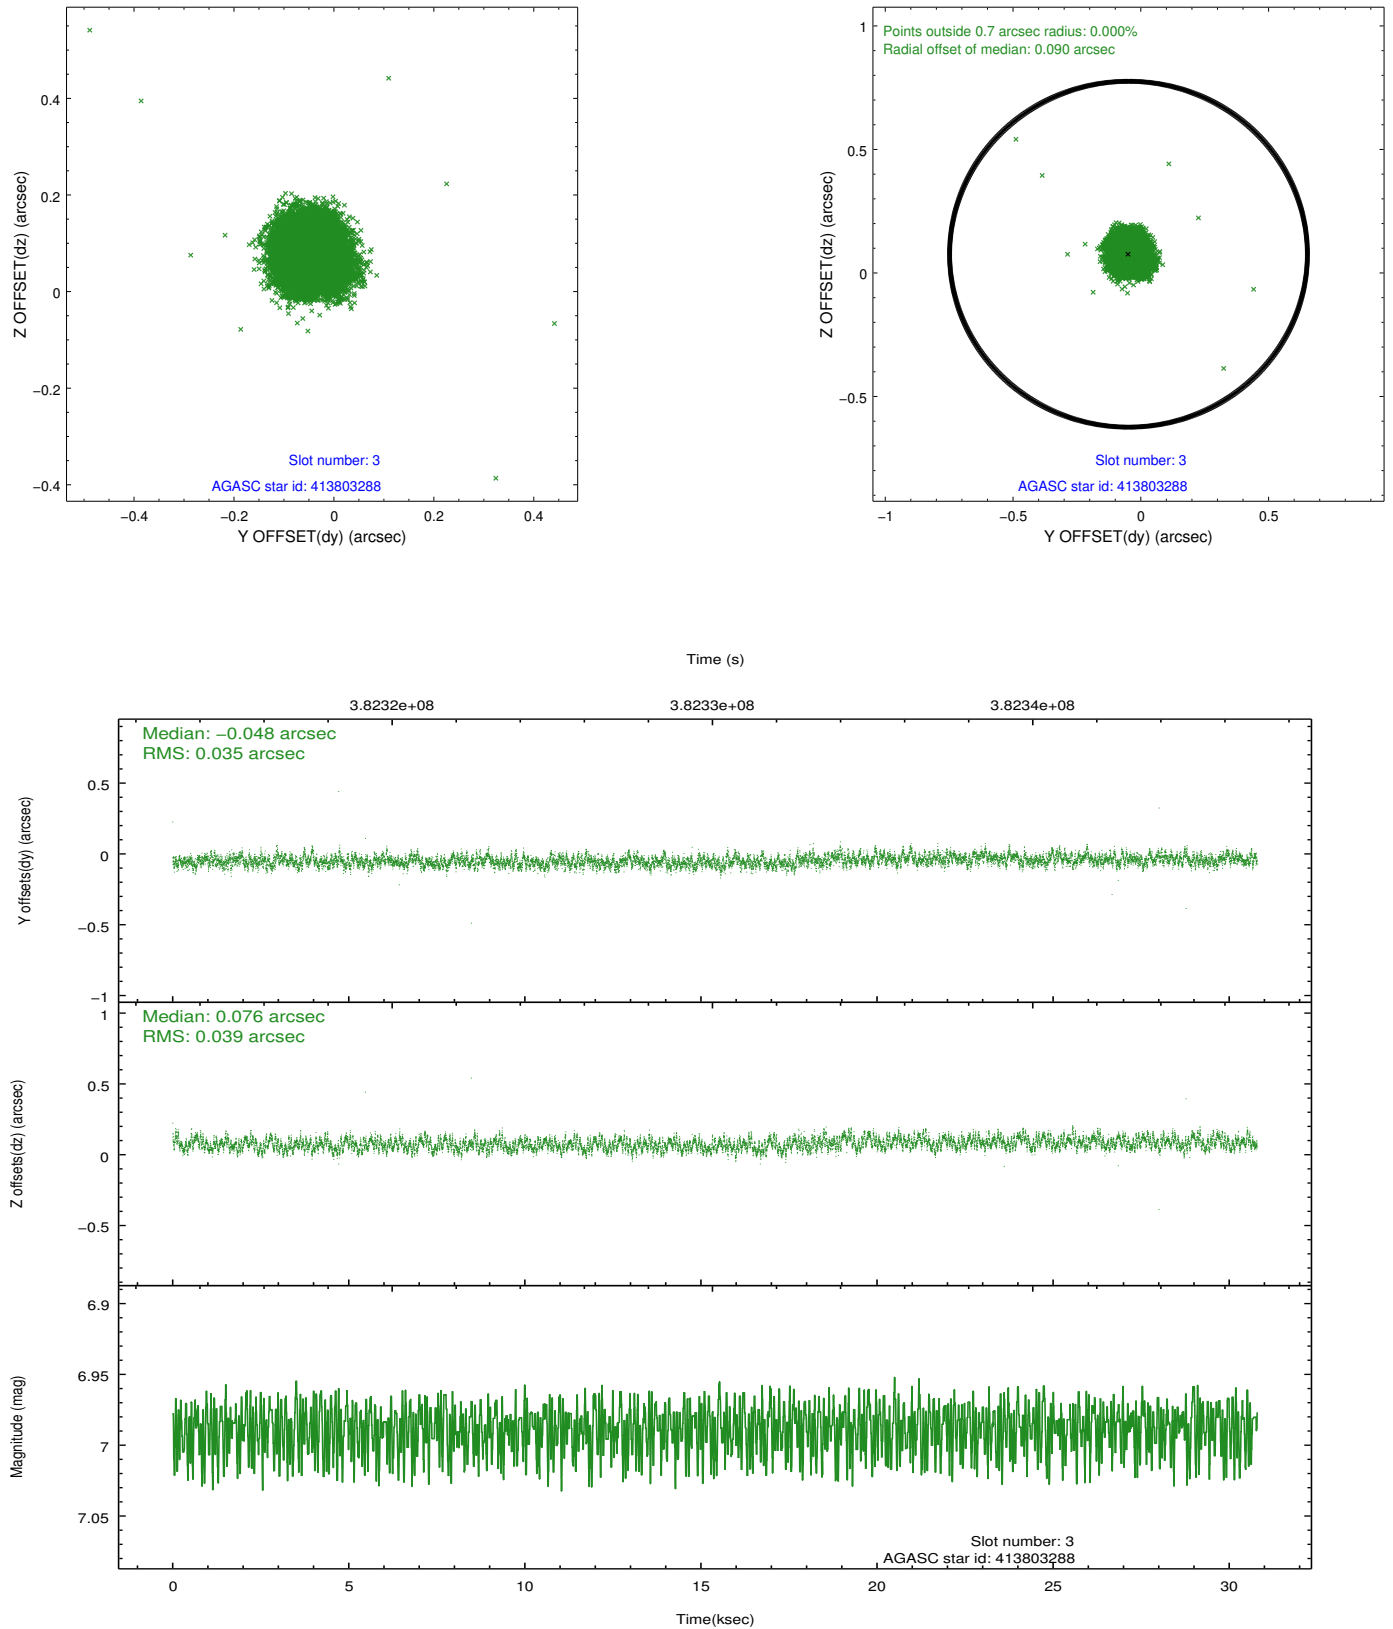 0.4
0.2
0
−0.2
−0.4
Z OFFSET(dz) (arcsec)
Slot number: 3
AGASC star id: 413803288
−0.4
−0.2
0
0.2
0.4
Y OFFSET(dy) (arcsec)
Points outside 0.7 arcsec radius: 0.000%
Radial offset of median: 0.090 arcsec
1
0.5
0
−0.5
Z OFFSET(dz) (arcsec)
Slot number: 3
AGASC star id: 413803288
−1
−0.5
0
0.5
Y OFFSET(dy) (arcsec)
Time (s)
3.8232e+08
3.8233e+08
3.8234e+08
Median: −0.048 arcsec
RMS: 0.035 arcsec
0.5
0
−0.5
−1
Y offsets(dy) (arcsec)
Median: 0.076 arcsec
RMS: 0.039 arcsec
1
0.5
0
−0.5
Z offsets(dz) (arcsec)
6.9
6.95
7
7.05
Magnitude (mag)
Slot number: 3
AGASC star id: 413803288
0
5
10
15
20
25
30
Time(ksec)